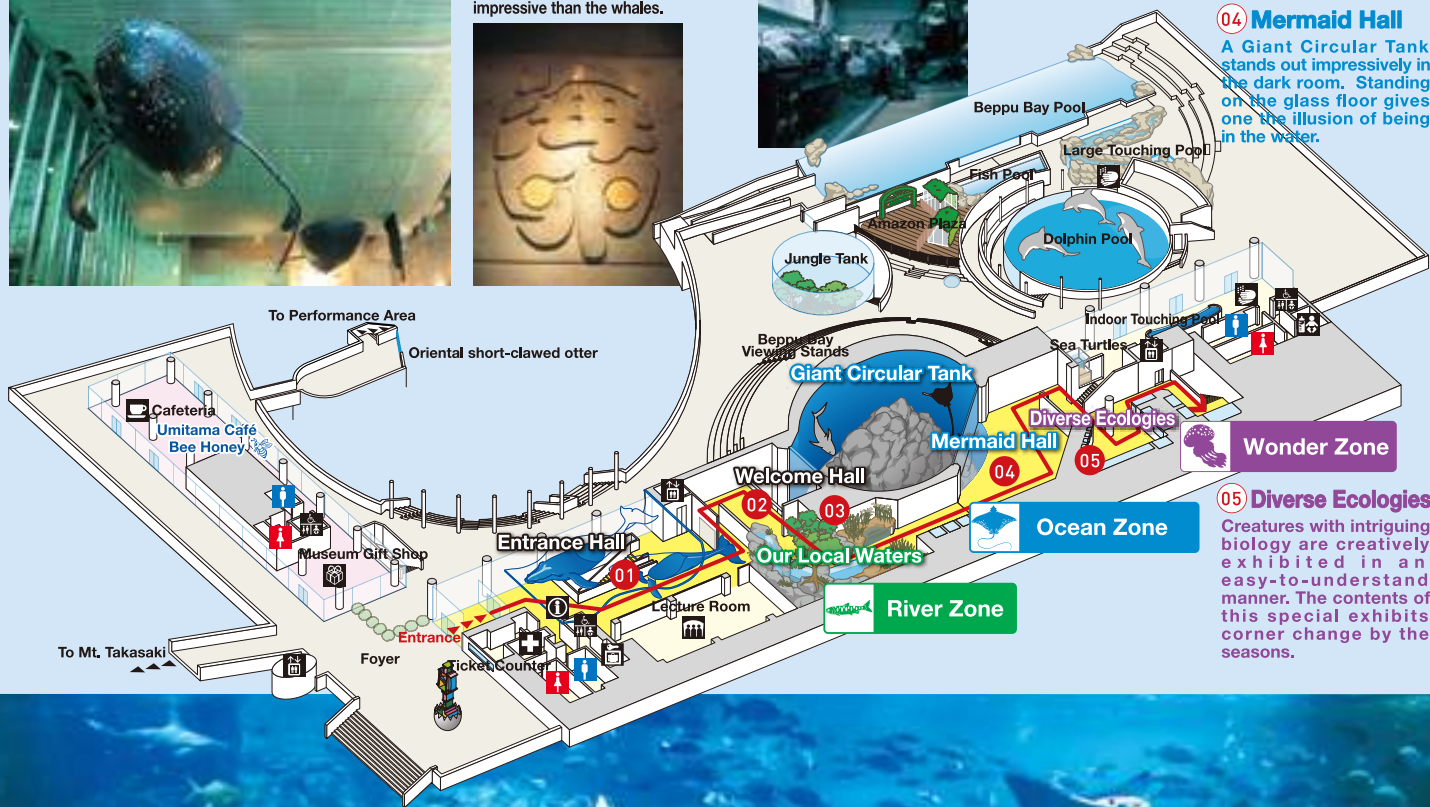 impressive than the whales.
04 Mermaid Hall
A Giant Circular Tank
stands out impressively in
the dark room. Standing
on the glass floor gives
one the illusion of being
in the water.
Beppu Bay Pool
Large Touching Pool
Fish Pool
Amazon Plaza
Dolphin Pool
Jungle Tank
To Performance Area
Oriental short-clawed otter
Indoor Touching Pool
Sea Turtles
Beppu Bay
Viewing Stands
Giant Circular Tank
Cafeteria
Umitama Café
Bee Honey
Diverse Ecologies
05
Mermaid Hall
04
Wonder Zone
Welcome Hall
02
03
Our Local Waters
Ocean Zone
05 Diverse Ecologies
Creatures with intriguing
biology are creatively
exhibited in an
easy-to-understand
manner. The contents of
this special exhibits
corner change by the
seasons.
Entrance Hall
01
Museum Gift Shop
River Zone
Lecture Room
Entrance
Foyer
Ticket Counter
To Mt. Takasaki